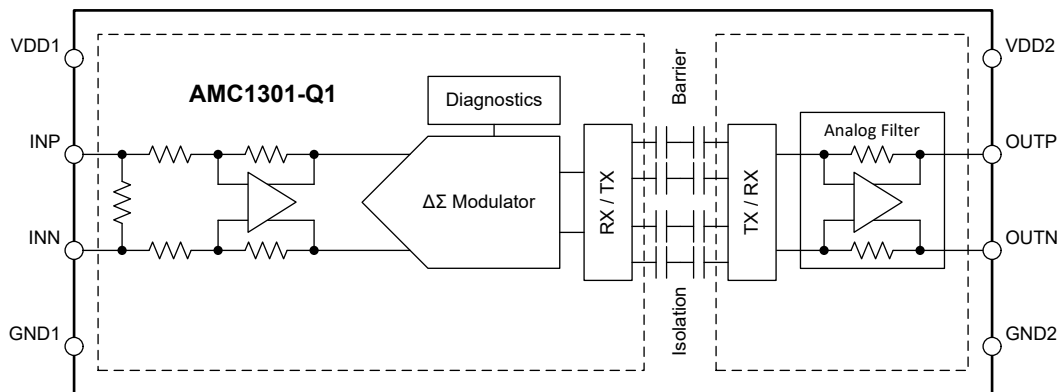 VDD1
VDD2
AMC1301-Q1
Diagnostics
Barrier
Analog Filter
INP
OUTP
ΔΣ Modulator
RX / TX
TX / RX
INN
OUTN
Isolation
GND1
GND2